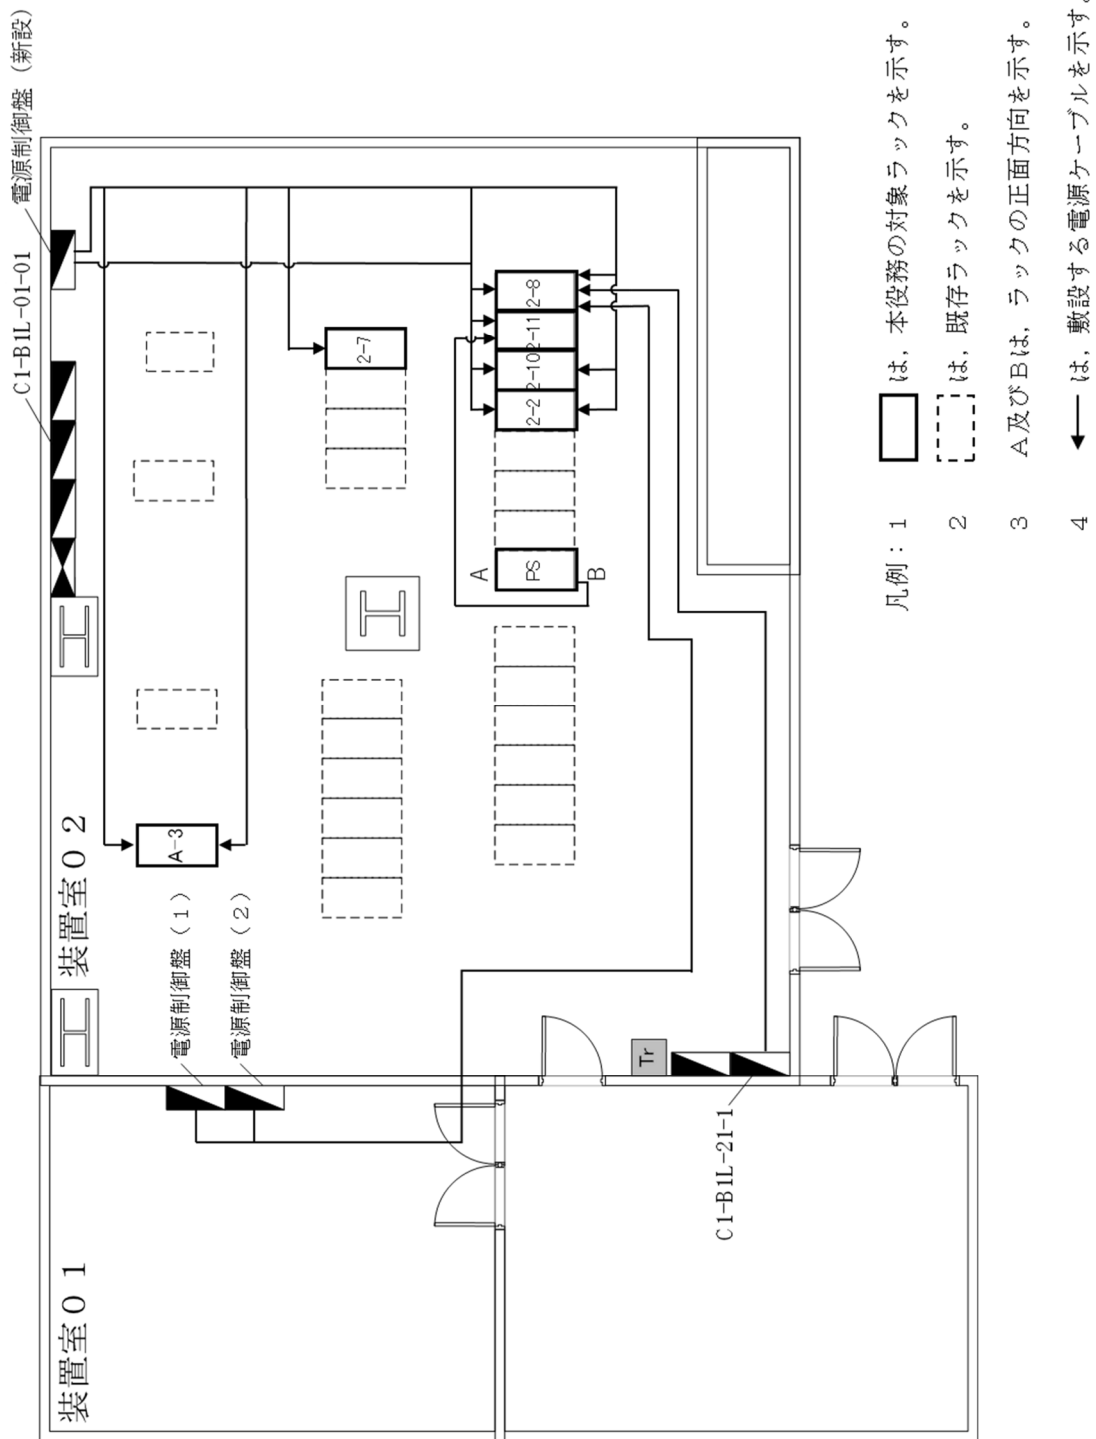 電源制御盤（新設）
C1-B1L-01-01
装置室０２
A-3
2-7
2-8
2-11
2-10
2-2
A
PS
B
電源制御盤（１）
電源制御盤（２）
Tr
C1-B1L-21-1
装置室０１
凡例：１　は，本役務の対象ラックを示す。
２　は，既存ラックを示す。
３　Ａ及びＢは，ラックの正面方向を示す。
４　は，敷設する電源ケーブルを示す。